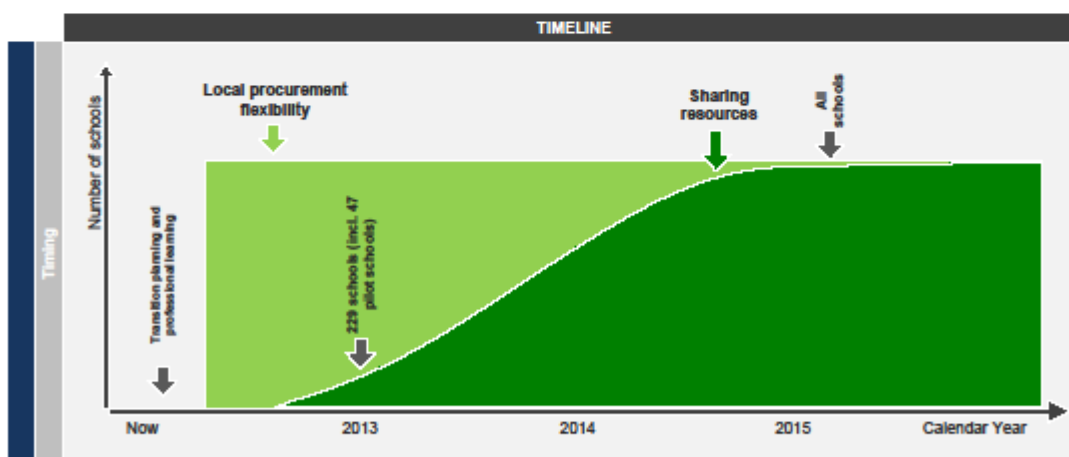 TIMELINE
Timing
Number of schools
Local procurement
flexibility
Sharing
resources
All
schools
Transition planning and
professional learning
229 schools (incl. 47
pilot schools)
Now
2013
2014
2015
Calendar Year